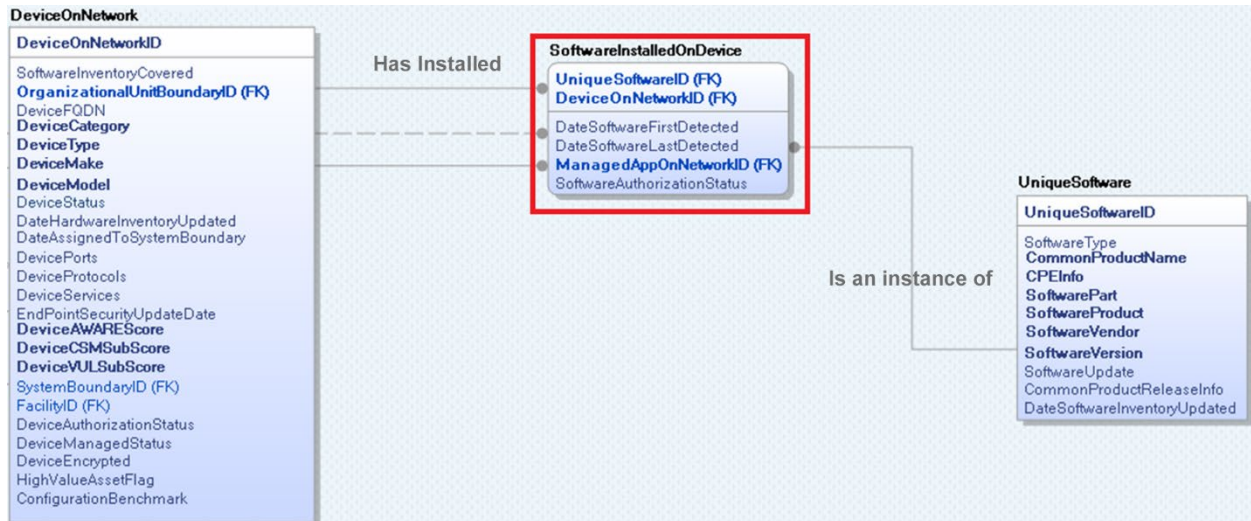 DeviceOnNetwork
DeviceOnNetworkID
SoftwareInventoryCovered
OrganizationalUnitBoundaryID (FK)
DeviceFQDN
DeviceCategory
DeviceType
DeviceMake
DeviceModel
DeviceStatus
DateHardwareInventoryUpdated
DateAssignedToSystemBoundary
DevicePorts
DeviceProtocols
DeviceServices
EndPointSecurityUpdateDate
DeviceAWAREScore
DeviceCSMSubScore
DeviceVULSubScore
SystemBoundaryID (FK)
FacilityID (FK)
DeviceAuthorizationStatus
DeviceManagedStatus
DeviceEncrypted
HighValueAssetFlag
ConfigurationBenchmark
Has Installed
SoftwareInstalledOnDevice
UniqueSoftwareID (FK)
DeviceOnNetworkID (FK)
DateSoftwareFirstDetected
DateSoftwareLastDetected
ManagedAppOnNetworkID (FK)
SoftwareAuthorizationStatus
Is an instance of
UniqueSoftware
UniqueSoftwareID
SoftwareType
CommonProductName
CPEInfo
SoftwarePart
SoftwareProduct
SoftwareVendor
SoftwareVersion
SoftwareUpdate
CommonProductReleaseInfo
DateSoftwareInventoryUpdated